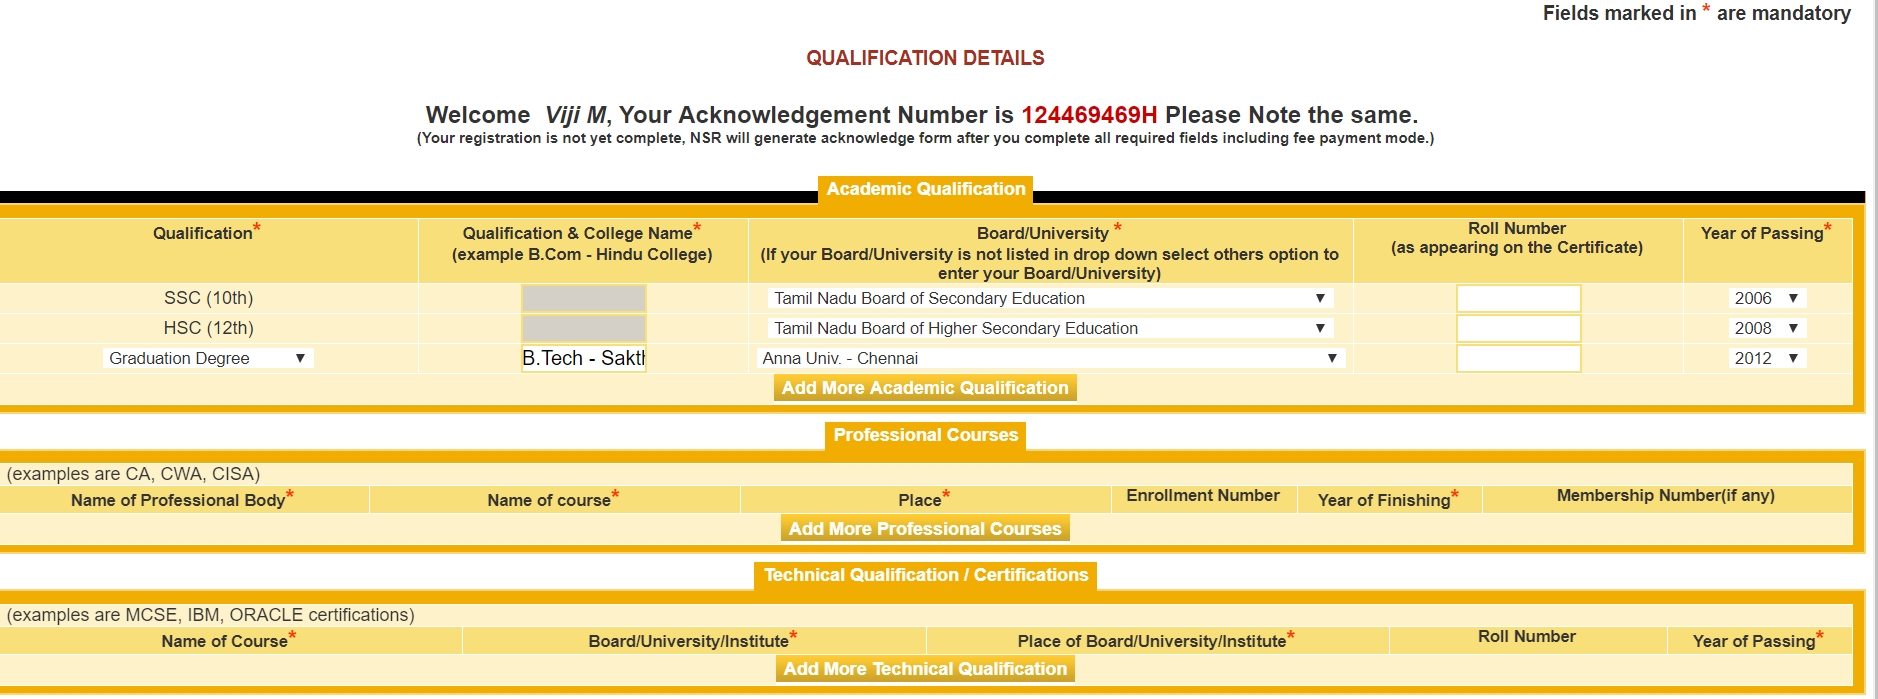 Fields marked in * are mandatory
QUALIFICATION DETAILS
Welcome Viji M, Your Acknowledgement Number is 124469469H Please Note the same.
(Your registration is not yet complete, NSR will generate acknowledge form after you complete all required fields including fee payment mode.)
Academic Qualification
Qualification* Qualification & College Name* (example B.Com - Hindu College) Board/University * (If your Board/University is not listed in drop down select others option to enter your Board/University) Roll Number (as appearing on the Certificate) Year of Passing*
SSC (10th) Tamil Nadu Board of Secondary Education 2006
HSC (12th) Tamil Nadu Board of Higher Secondary Education 2008
Graduation Degree B.Tech - Anna Univ. - Chennai 2012
Add More Academic Qualification
Professional Courses
(examples are CA, CWA, CISA)
Name of Professional Body* Name of course* Place* Enrollment Number Year of Finishing* Membership Number(if any)
Add More Professional Courses
Technical Qualification / Certifications
(examples are MCSE, IBM, ORACLE certifications)
Name of Course* Board/University/Institute* Place of Board/University/Institute* Roll Number Year of Passing*
Add More Technical Qualification